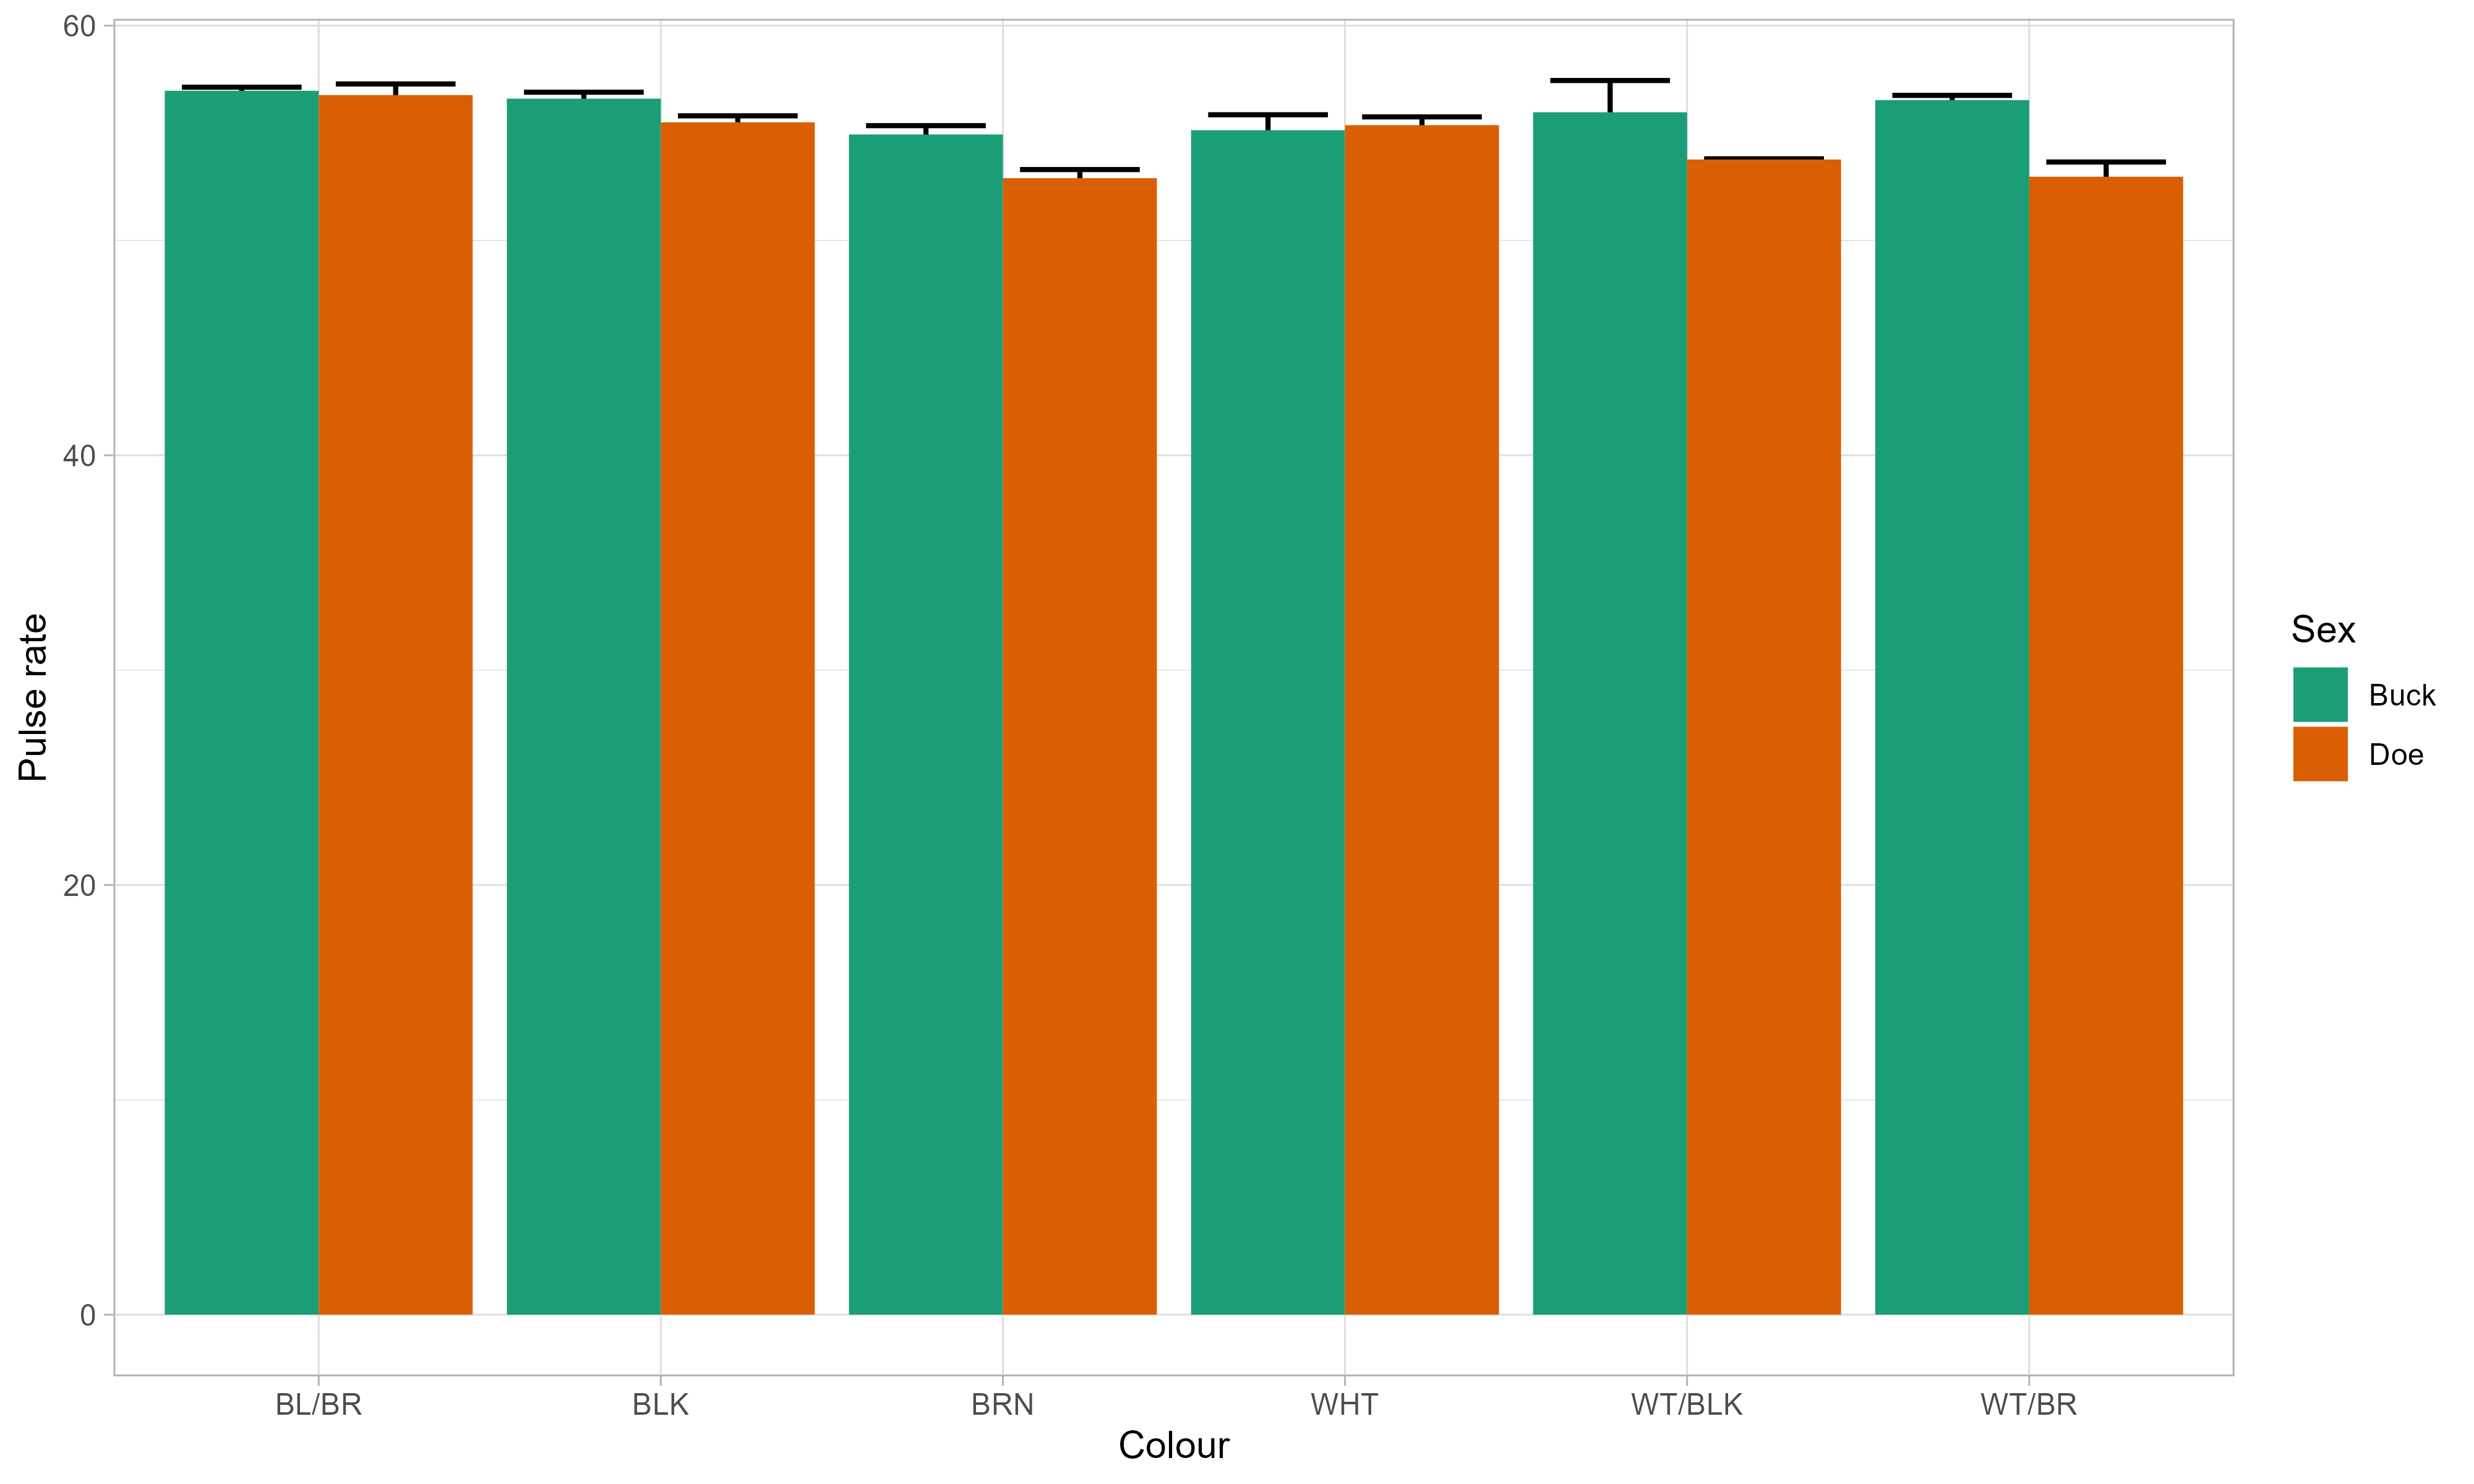 60
40
20
0
Pulse rate
BL/BR
BLK
BRN
WHT
WT/BLK
WT/BR
Colour
Sex
Buck
Doe